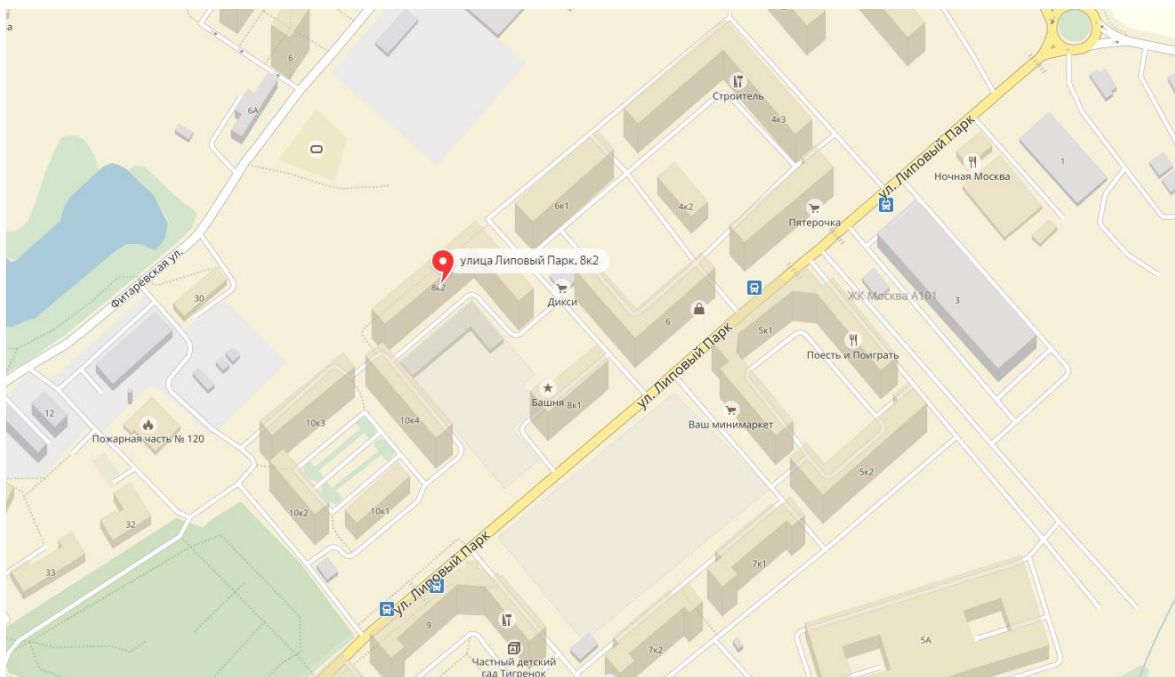 а
6
6А
Строитель
4к3
ул. Липовый Парк
Ночная Москва
1
6к1
4к2
Пятерочка
улица Липовый Парк, 8к2
8к2
Фитарёвская ул.
30
Дикси
ЖК Москва А101
3
6
5к1
Поесть и Поиграть
ул. Липовый Парк
Башня
8к1
Ваш минимаркет
12
Пожарная часть № 120
10к3
10к4
5к2
10к2
10к1
32
33
ул. Липовый Парк
7к1
9
7к2
5А
Частный детский
сад Тигренок